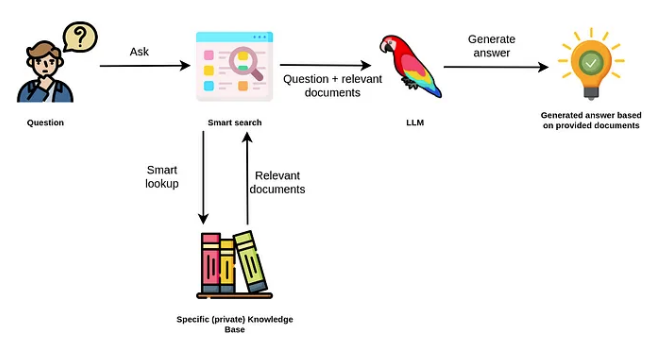 ?
Ask
Generate
answer
Question + relevant
documents
Question
Smart search
LLM
Generated answer based
on provided documents
Smart
lookup
Relevant
documents
Specific (private) Knowledge
Base